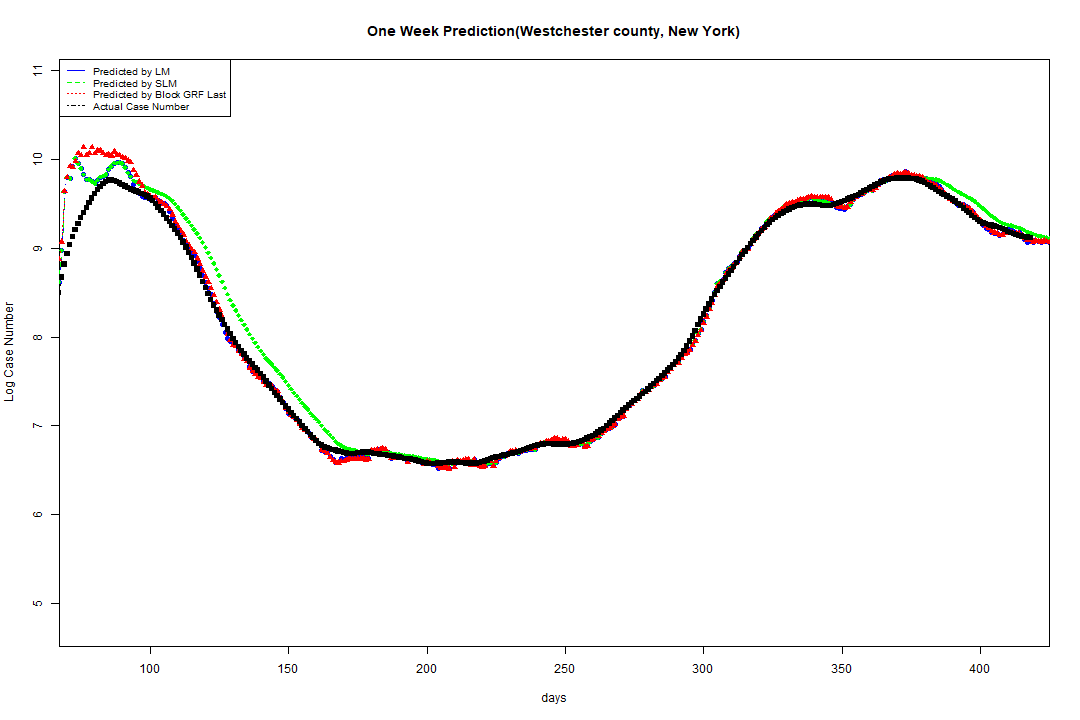 One Week Prediction(Westchester county, New York)
Predicted by LM
Predicted by SLM
Predicted by Block GRF Last
Actual Case Number
11
10
9
8
7
6
5
Log Case Number
100 150 200 250 300 350 400
days